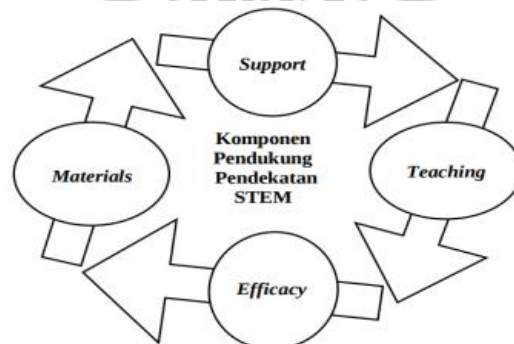 Support
Komponen
Pendukung
Pendekatan
STEM
Materials
Teaching
Efficacy